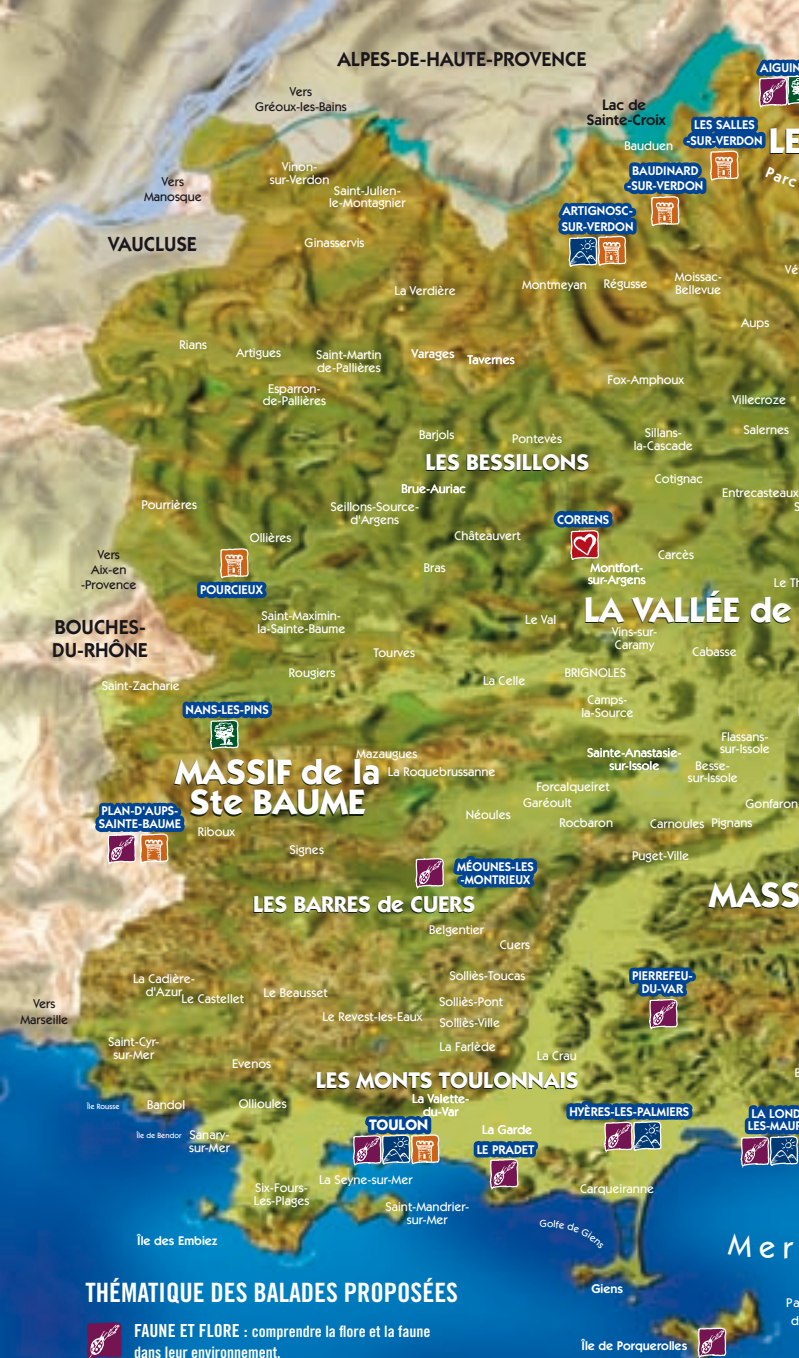 ALPES-DE-HAUTE-PROVENCE
AIGUIN
Vers
Gréoux-les-Bains
Lac de
Sainte-Croix
LES SALLES
-SUR-VERDON
LE
Bauduen
Parc
Vinon-
sur-Verdon
BAUDINARD
-SUR-VERDON
Vers
Manosque
Saint-Julien-
le-Montagnier
ARTIGNOSC-
SUR-VERDON
VAUCLUSE
Ginasservis
Vé
La Verdière
Montmeyan
Régusse
Moissac-
Bellevue
Aups
Rians
Artigues
Saint-Martin
de-Pallières
Varages
Tavernes
Esparron-
de-Pallières
Fox-Amphoux
Villecroze
Barjols
Pontevès
Sillans-
la-Cascade
Salernes
LES BESSILLONS
Cotignac
Brue-Auriac
Entrecasteaux
S
Pourrières
Seillons-Source-
d'Argens
CORRENS
Ollières
Châteauvert
Vers
Aix-en
-Provence
Bras
Montfort-
sur-Argens
Carcès
POURCIEUX
Le Th
LA VALLÉE de
BOUCHES-
DU-RHÔNE
Saint-Maximin-
la-Sainte-Baume
Le Val
Vins-sur-
Caramy
Cabasse
Tourves
Rougiers
La Celle
BRIGNOLES
Saint-Zacharie
Camps-
la-Source
NANS-LES-PINS
Flassans-
sur-Issole
Mazaugues
Sainte-Anastasie-
sur-Issole
MASSIF de la
Ste BAUME
La Roquebrussanne
Besse-
sur-Issole
Forcalqueiret
Garéoult
Gonfaron
PLAN-D'AUPS-
SAINTE-BAUME
Néoules
Rocbaron
Carnoules
Pignans
Riboux
Signes
Puget-Ville
MÉOUNES-LES
-MONTRIEUX
LES BARRES de CUERS
MASS
Belgentier
Cuers
La Cadière-
d'Azur
Le Castellet
Le Beausset
Solliès-Toucas
PIERREFEU-
DU-VAR
Vers
Marseille
Solliès-Pont
Le Revest-les-Eaux
Solliès-Ville
Saint-Cyr-
sur-Mer
La Farlède
La Crau
Evenos
LES MONTS TOULONNAIS
La Valette-
du-Var
Île Rousse
Bandol
Ollioules
HYÈRES-LES-PALMIERS
LA LOND
LES-MAUR
TOULON
La Garde
Île de Bendor
Sanary-
sur-Mer
LE PRADET
La Seyne-sur-Mer
Six-Fours-
Les-Plages
Carqueiranne
Saint-Mandrier-
sur-Mer
Golfe de Giens
Île des Embiez
Mer
Giens
THÉMATIQUE DES BALADES PROPOSÉES
Pa
d
FAUNE ET FLORE : comprendre la flore et la faune
dans leur environnement.
Île de Porquerolles